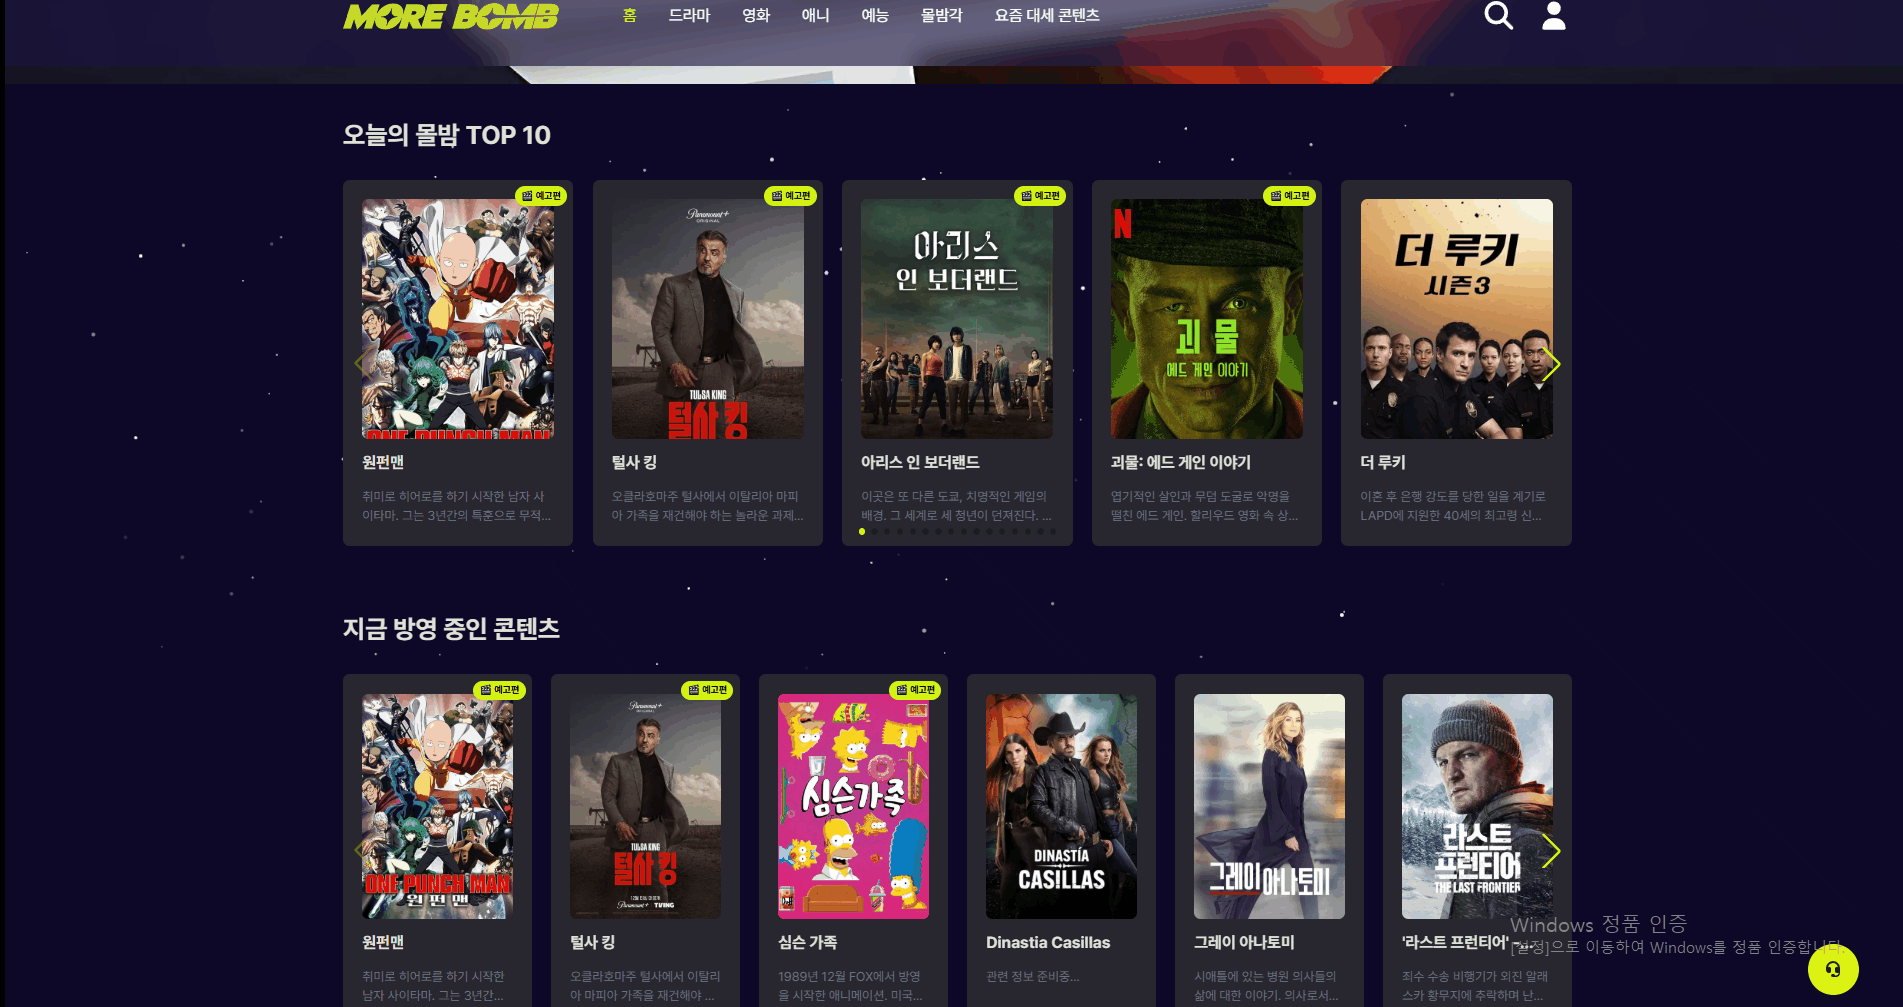 MORE BOMB
홈 드라마 영화 애니 예능 몰밤각 요즘 대세 콘텐츠
오늘의 몰밤 TOP 10
예고편
예고편
예고편
예고편
ONE PUNCH MAN
Paramount+
ORIGINAL
TULSA KING
털사 킹
아리스
인 보더랜드
N
괴물
에드 게인 이야기
더 루키
시즌3
원펀맨
취미로 히어로를 하기 시작한 남자 사
이타마. 그는 3년간의 특훈으로 무적...
털사 킹
오클라호마주 털사에서 이탈리아 마피
아 가족을 재건해야 하는 놀라운 과제...
아리스 인 보더랜드
이곳은 또 다른 도쿄, 치명적인 게임의
배경. 그 세계로 세 청년이 던져진다. ...
괴물: 에드 게인 이야기
엽기적인 살인과 무덤 도굴로 악명을
떨친 에드 게인. 할리우드 영화 속 상...
더 루키
이혼 후 은행 강도를 당한 일을 계기로
LAPD에 지원한 40세의 최고령 신...
지금 방영 중인 콘텐츠
예고편
예고편
예고편
ONE PUNCH MAN
원펀맨
Paramount+
TULSA KING
털사 킹
Paramount+ TVING
심슨가족
DINASTÍA
CASILLAS
그레이 아나토미
라스트
프런티어
THE LAST FRONTIER
원펀맨
취미로 히어로를 하기 시작한
남자 사이타마. 그는 3년간...
털사 킹
오클라호마주 털사에서 이탈리
아 마피아 가족을 재건해야 ...
심슨 가족
1989년 12월 FOX에서 방영
을 시작한 애니메이션. 미국...
Dinastia Casillas
관련 정보 준비중...
그레이 아나토미
시애틀에 있는 병원 의사들의
삶에 대한 이야기. 의사로서...
'라스트 프런티어' -...
죄수 수송 비행기가 외진 알래
스카 황무지에 추락하며 난...
Windows 정품 인증
[설정]으로 이동하여 Windows를 정품 인증합니다.